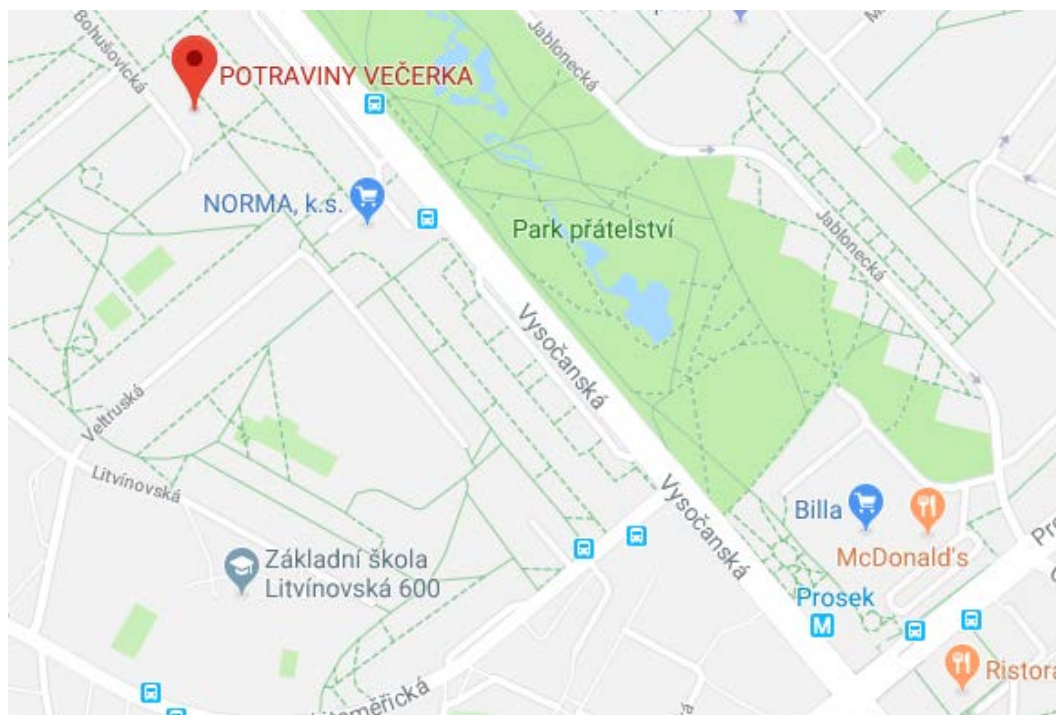 Bohušovická
Jablonecká
POTRAVINY VEČERKA
NORMA, k.s.
Park přátelství
Jablonecká
Vysočanská
Veltruská
Litvínovská
Vysočanská
Billa
McDonald's
Základní škola
Litvínovská 600
Prosek
M
Ristora